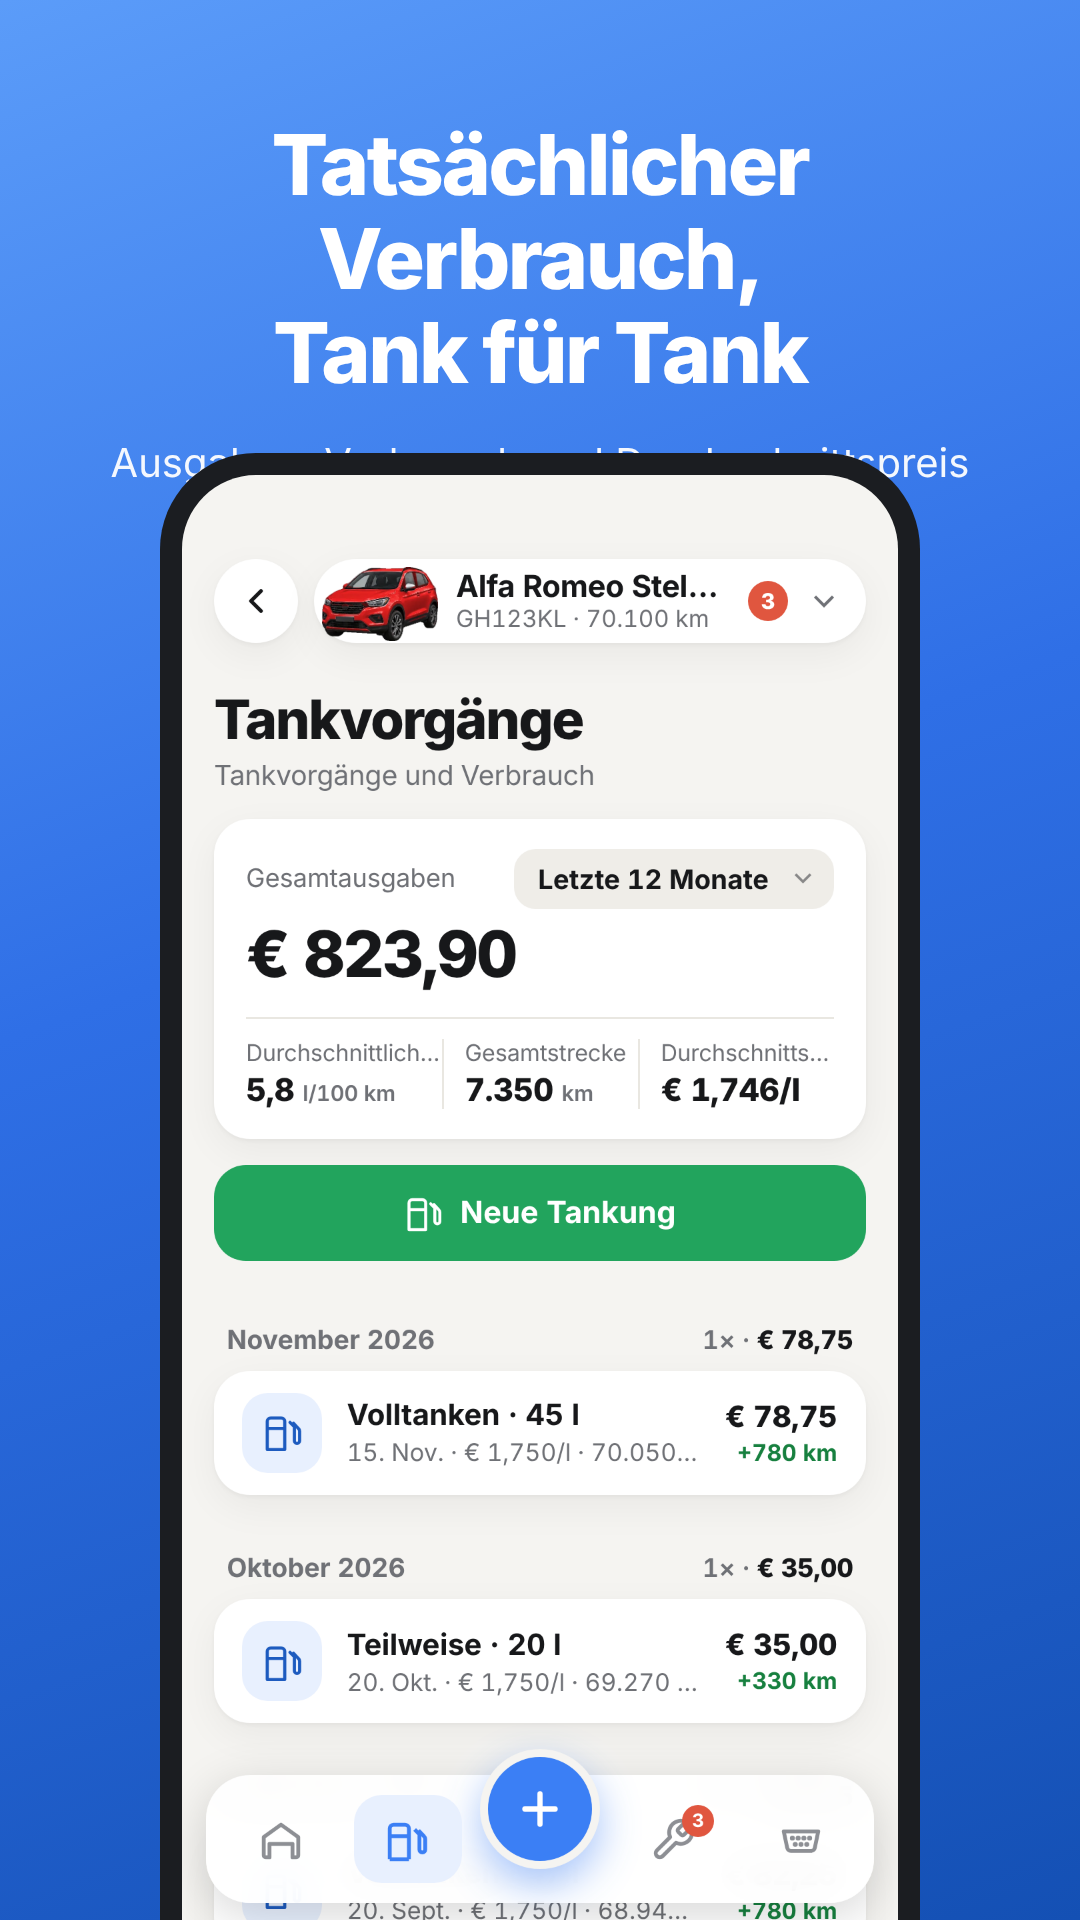 Tatsächlicher
Verbrauch,
Tank für Tank
Alfa Romeo Stel...
3
GH123KL · 70.100 km
Tankvorgänge
Tankvorgänge und Verbrauch
Gesamtausgaben
Letzte 12 Monate
€ 823,90
Durchschnittlich...
Gesamtstrecke
Durchschnitts...
5,8 l/100 km
7.350 km
€ 1,746/l
Neue Tankung
November 2026
1× · € 78,75
Volltanken · 45 l
€ 78,75
15. Nov. · € 1,750/l · 70.050...
+780 km
Oktober 2026
1× · € 35,00
Teilweise · 20 l
€ 35,00
20. Okt. · € 1,750/l · 69.270 ...
+330 km
3
20. Sept. · € 1,750/l · 68.94...
+780 km